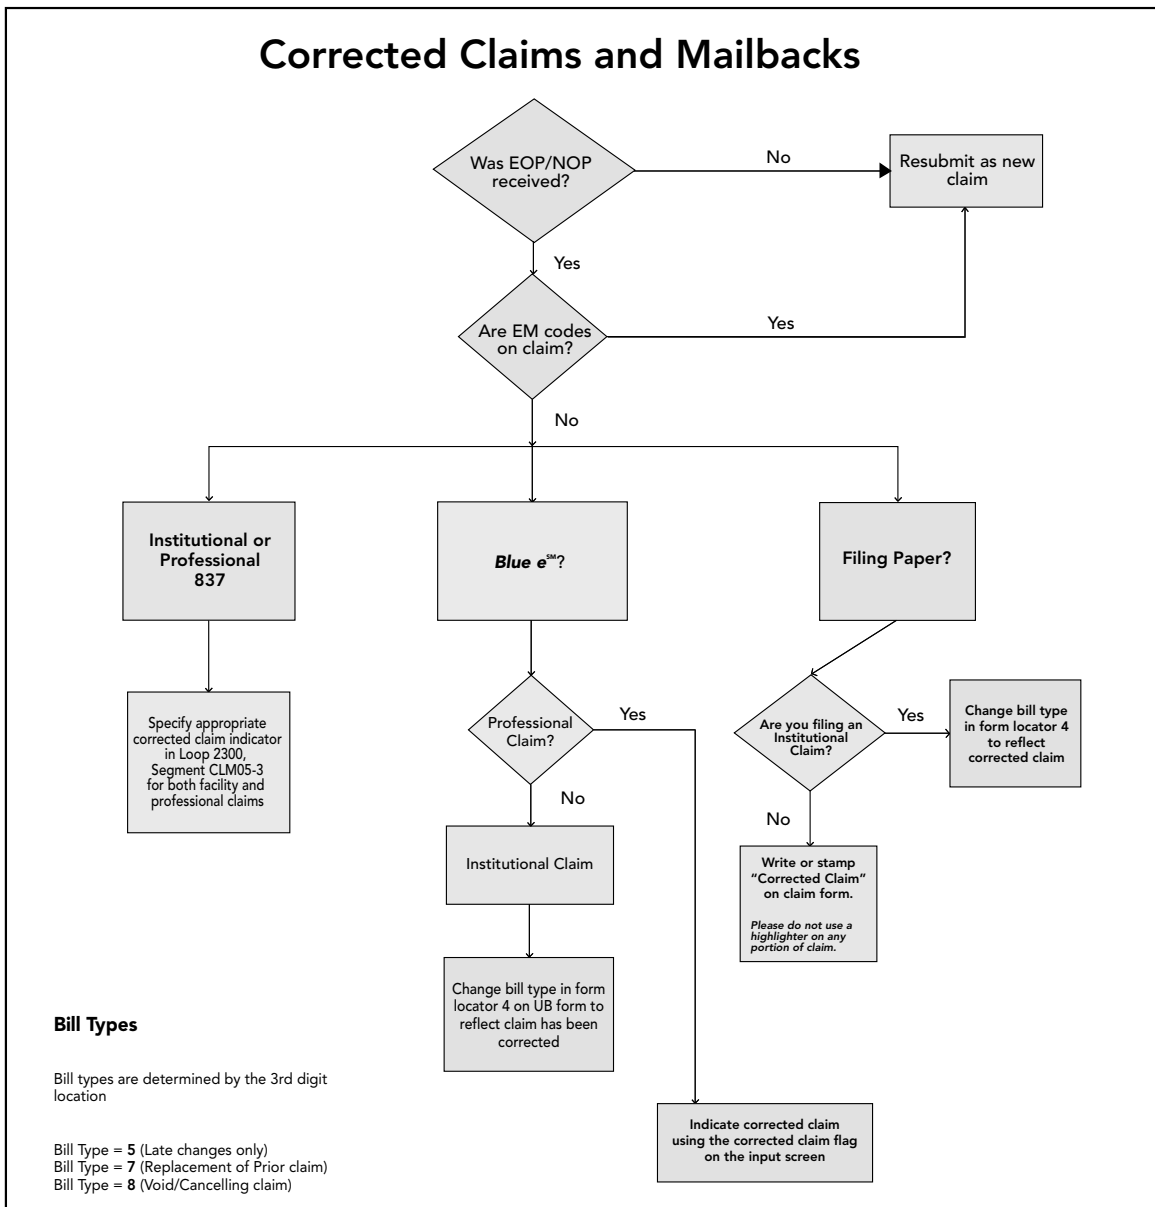 Corrected Claims and Mailbacks
Was EOP/NOP
received?
No
Resubmit as new
claim
Yes
Are EM codes
on claim?
Yes
No
Institutional or
Professional
837
Blue e℠?
Filing Paper?
Specify appropriate
corrected claim indicator
in Loop 2300,
Segment CLM05-3
for both facility and
professional claims
Professional
Claim?
Yes
No
Are you filing an
Institutional
Claim?
Yes
Change bill type
in form locator 4
to reflect
corrected claim
No
Institutional Claim
Write or stamp
“Corrected Claim”
on claim form.
Please do not use a
highlighter on any
portion of claim.
Change bill type in form
locator 4 on UB form to
reflect claim has been
corrected
Indicate corrected claim
using the corrected claim flag
on the input screen
Bill Types
Bill types are determined by the 3rd digit
location
Bill Type = 5 (Late changes only)
Bill Type = 7 (Replacement of Prior claim)
Bill Type = 8 (Void/Cancelling claim)